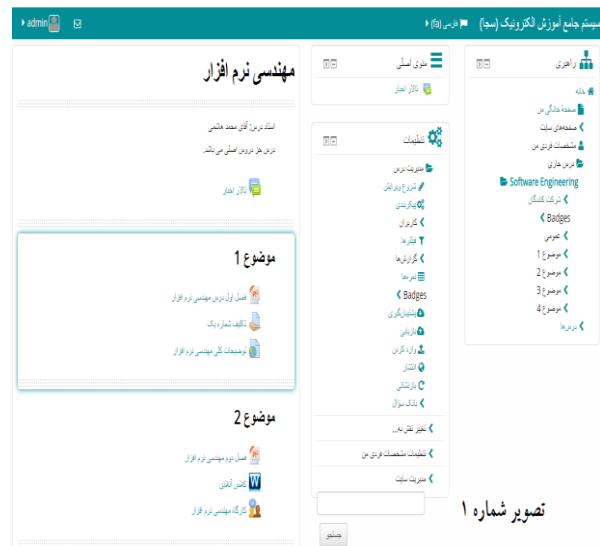 سیستم جامع آموزش الکترونیک (سجا)
فارسی (fa)
admin
راهبری
خانه
صفحهٔ خانگی من
صفحه‌های سایت
مشخصات فردی من
درس جاری
Software Engineering
شرکت کنندگان
Badges
عمومی
موضوع 1
موضوع 2
موضوع 3
موضوع 4
درس‌ها
منوی اصلی
تالار اخبار
تنظیمات
مدیریت درس
شروع ویرایش
پیکربندی
کاربران
فیلترها
گزارش‌ها
نمره‌ها
Badges
پشتیبان‌گیری
بازیابی
وارد کردن
انتشار
بازنشانی
بانک سؤال
تغییر نقش به...
تنظیمات مشخصات فردی من
مدیریت سایت
جستجو
مهندسی نرم افزار
استاد درس: آقای محمد هاشمی
درس جز دروس اصلی می باشد.
تالار اخبار
موضوع 1
فصل اول درس مهندسی نرم افزار
تکلیف شماره یک
توضیحات کلی مهندسی نرم افزار
موضوع 2
فصل دوم مهندسی نرم افزار
کلاس آنلاین
کارگاه مهندسی نرم افزار
تصویر شماره ۱